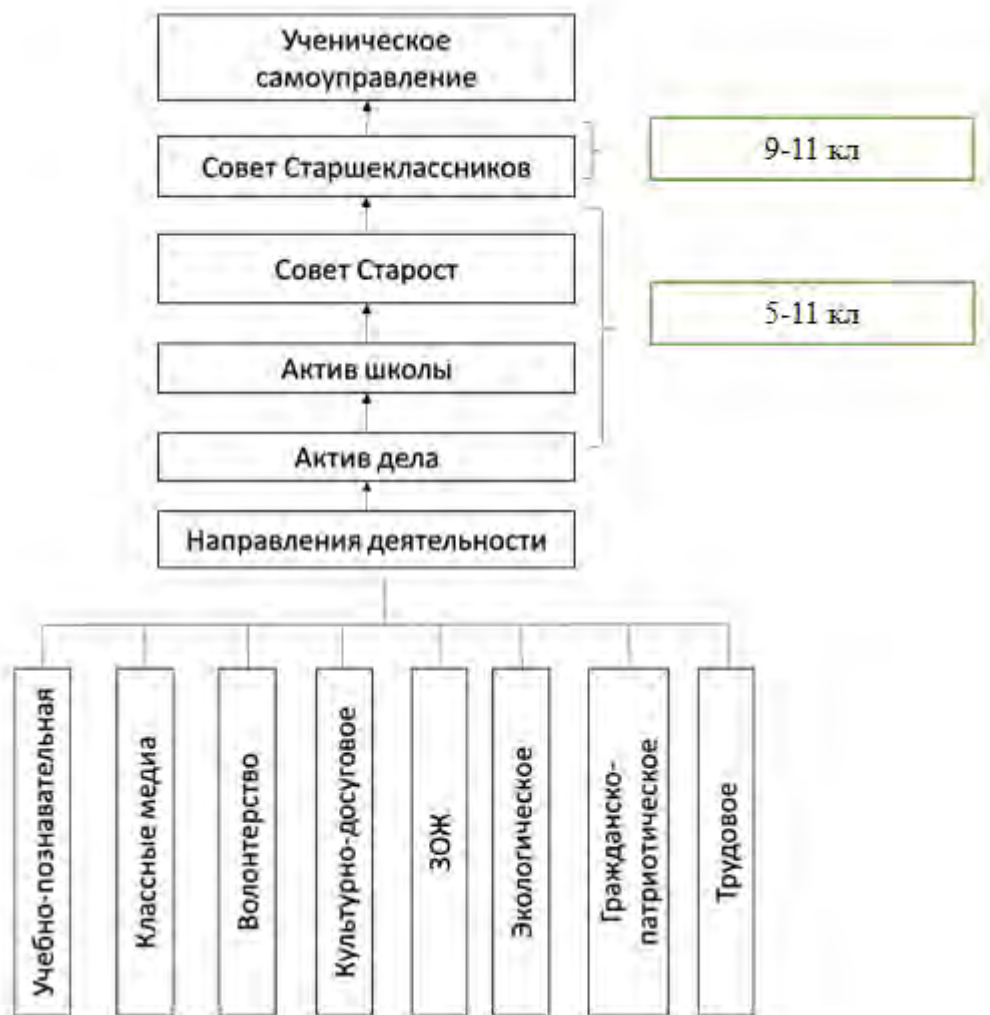 Ученическое
самоуправление
Совет Старшеклассников
9-11 кл
Совет Старост
5-11 кл
Актив школы
Актив дела
Направления деятельности
Учебно-познавательная
Классные медиа
Волонтерство
Культурно-досуговое
ЗОЖ
Экологическое
Гражданско-
патриотическое
Трудовое